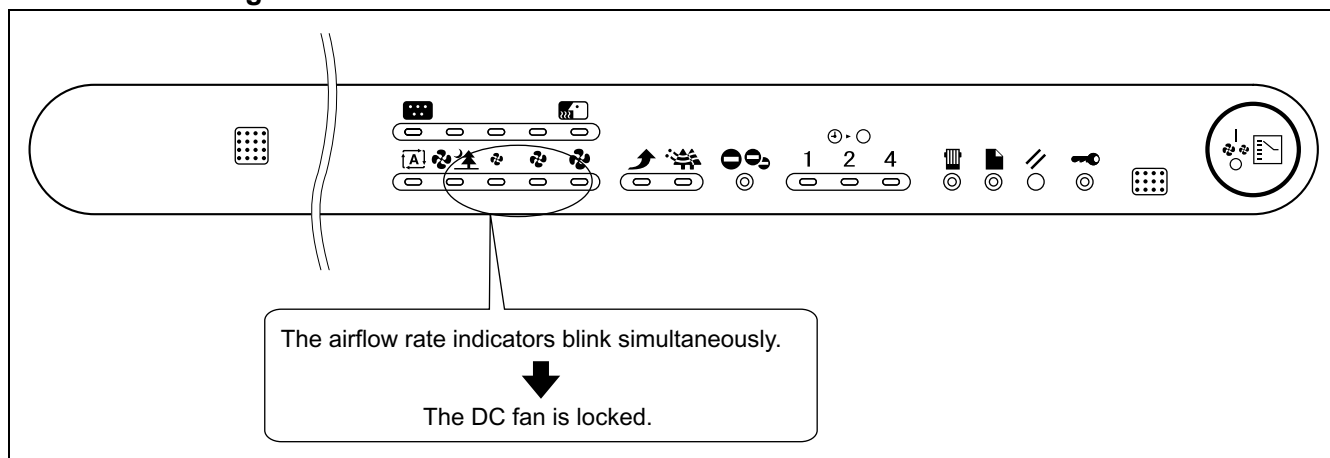 A
1 2 4
The airflow rate indicators blink simultaneously.
The DC fan is locked.